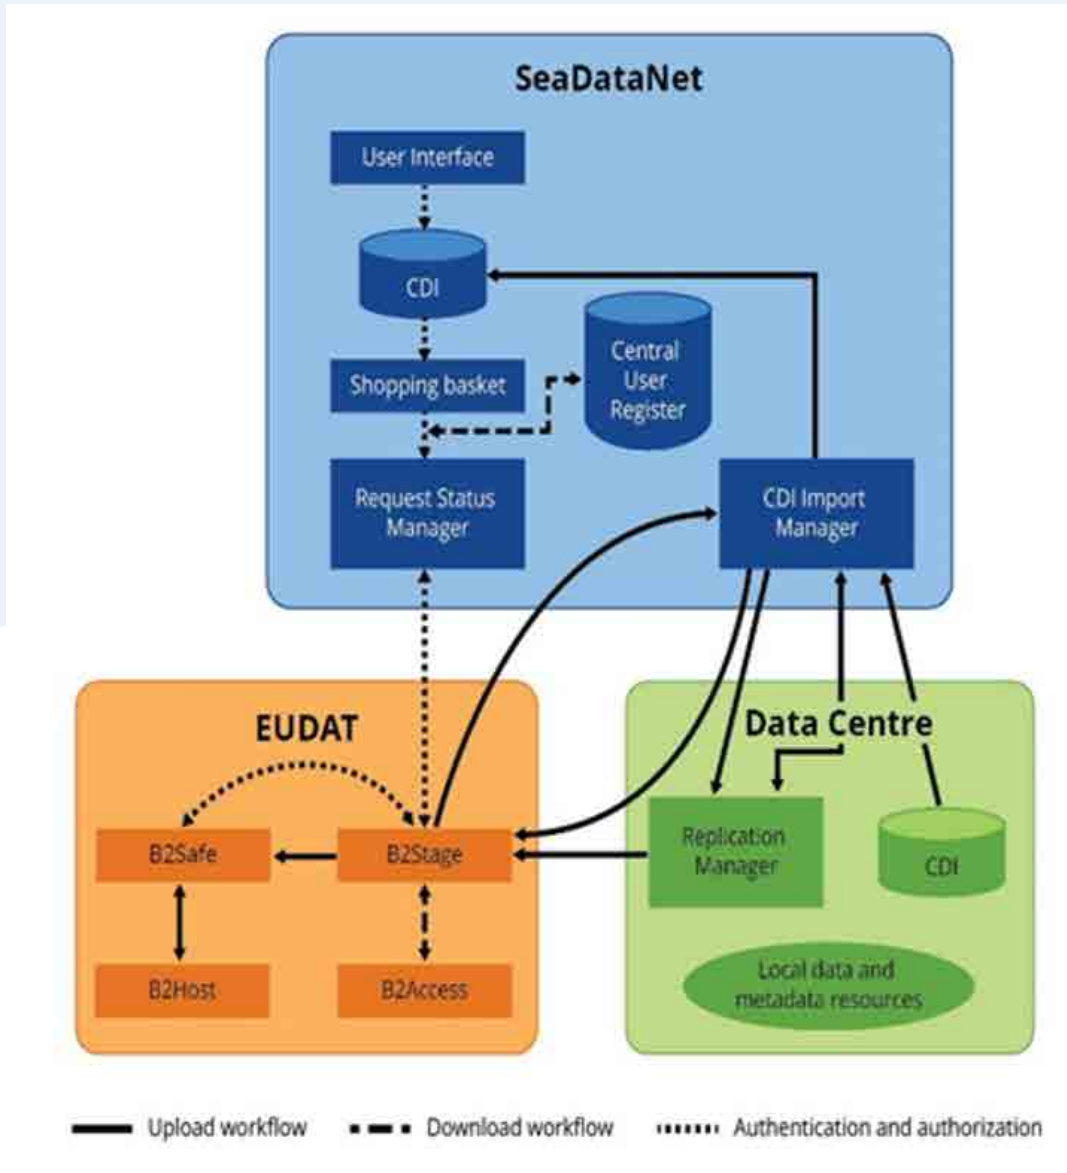 SeaDataNet
User Interface
CDI
Central
User
Register
Shopping basket
Request Status
Manager
CDI Import
Manager
EUDAT
Data Centre
B2Safe
B2Stage
Replication
Manager
CDI
B2Host
B2Access
Local data and
metadata resources
Upload workflow
Download workflow
Authentication and authorization